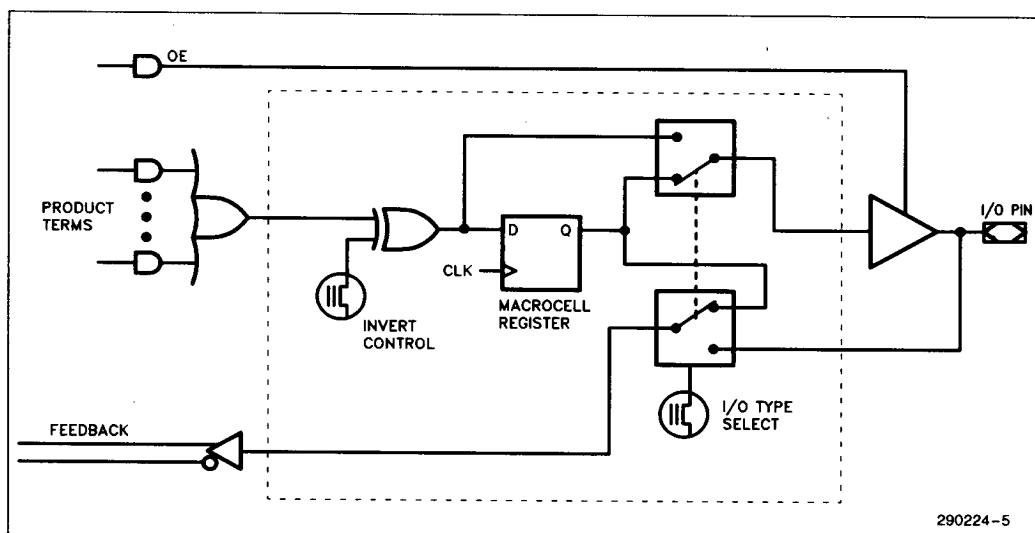 OE
PRODUCT
TERMS
I/O PIN
D
Q
CLK
MACROCELL
REGISTER
INVERT
CONTROL
I/O TYPE
SELECT
FEEDBACK
290224-5